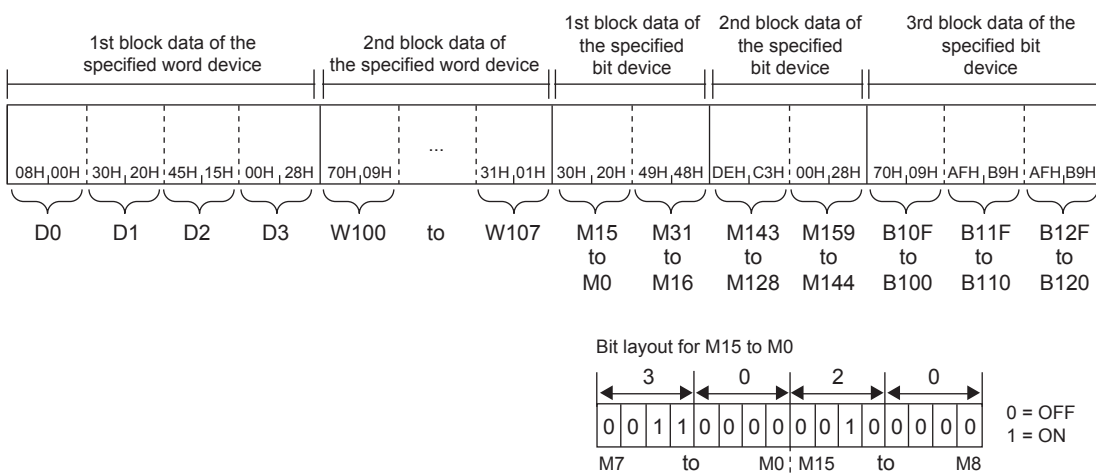 1st block data of the specified word device
2nd block data of the specified word device
1st block data of the specified bit device
2nd block data of the specified bit device
3rd block data of the specified bit device
...
08H 00H 30H 20H 45H 15H 00H 28H 70H 09H 31H 01H 30H 20H 49H 48H DEH C3H 00H 28H 70H 09H AFH B9H AFH B9H
D0 D1 D2 D3 W100 to W107 M15 M31 M143 M159 B10F B11F B12F
to to to to to to to
M0 M16 M128 M144 B100 B110 B120
Bit layout for M15 to M0
3 0 2 0
0 0 1 1 0 0 0 0 0 0 1 0 0 0 0 0
0 = OFF
1 = ON
M7 to M0 M15 to M8